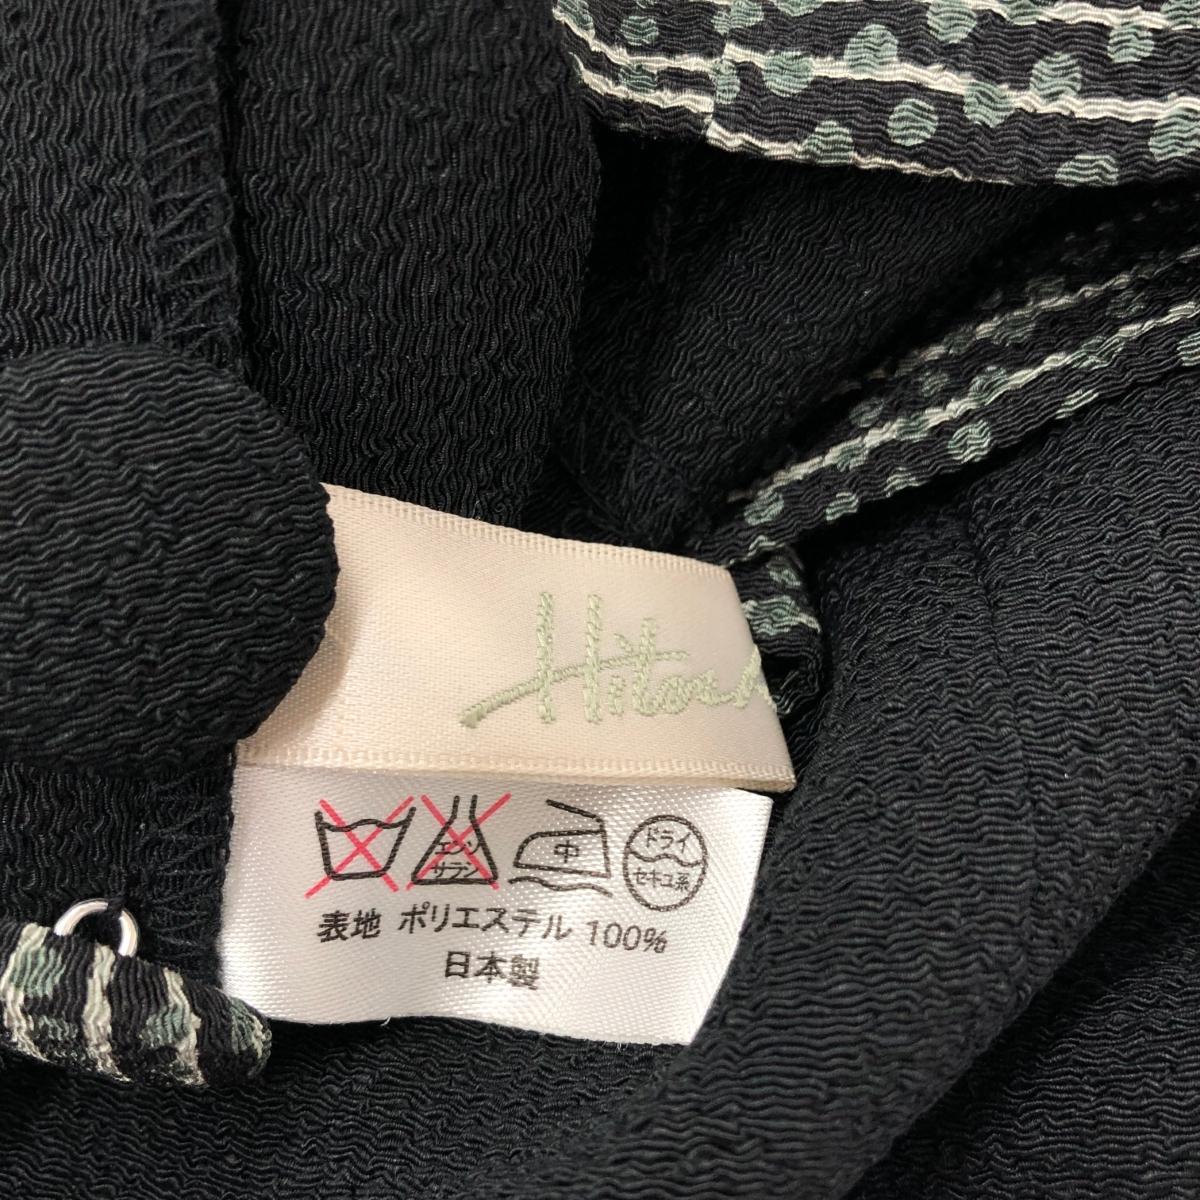 エンソ
サラシ
中
ドライ
セキユ系
表地 ポリエステル 100%
日本製